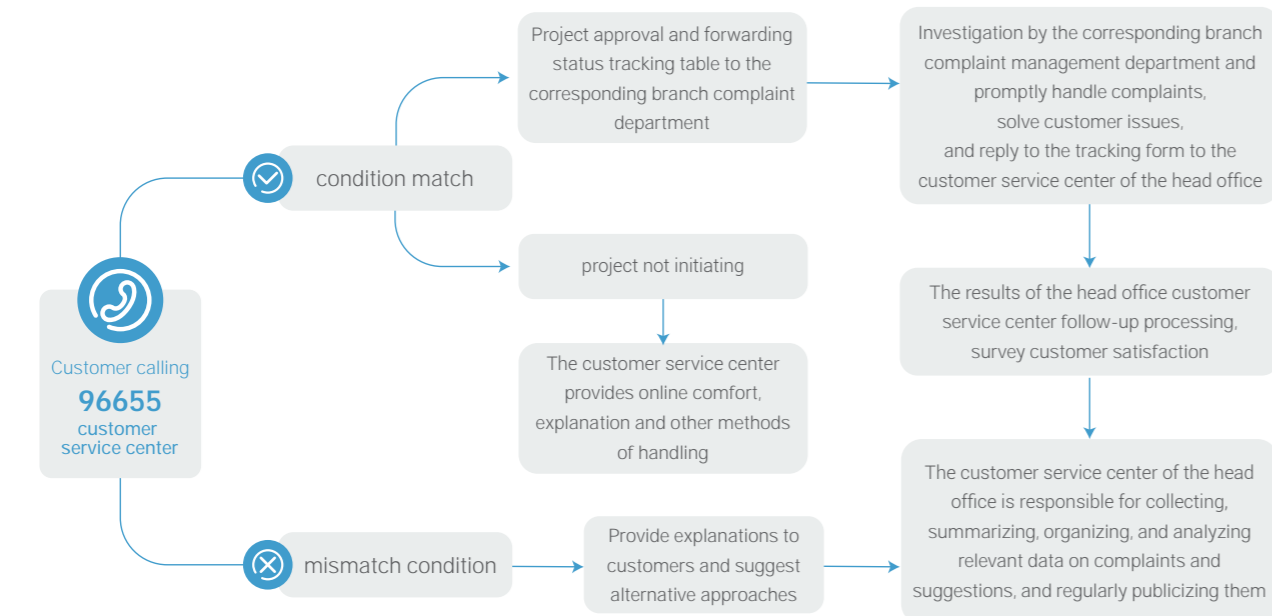 Customer calling
96655
customer
service center
condition match
Project approval and forwarding
status tracking table to the
corresponding branch complaint
department
Investigation by the corresponding branch
complaint management department and
promptly handle complaints,
solve customer issues,
and reply to the tracking form to the
customer service center of the head office
project not initiating
The customer service center
provides online comfort,
explanation and other methods
of handling
The results of the head office customer
service center follow-up processing,
survey customer satisfaction
mismatch condition
Provide explanations to
customers and suggest
alternative approaches
The customer service center of the head
office is responsible for collecting,
summarizing, organizing, and analyzing
relevant data on complaints and
suggestions, and regularly publicizing them